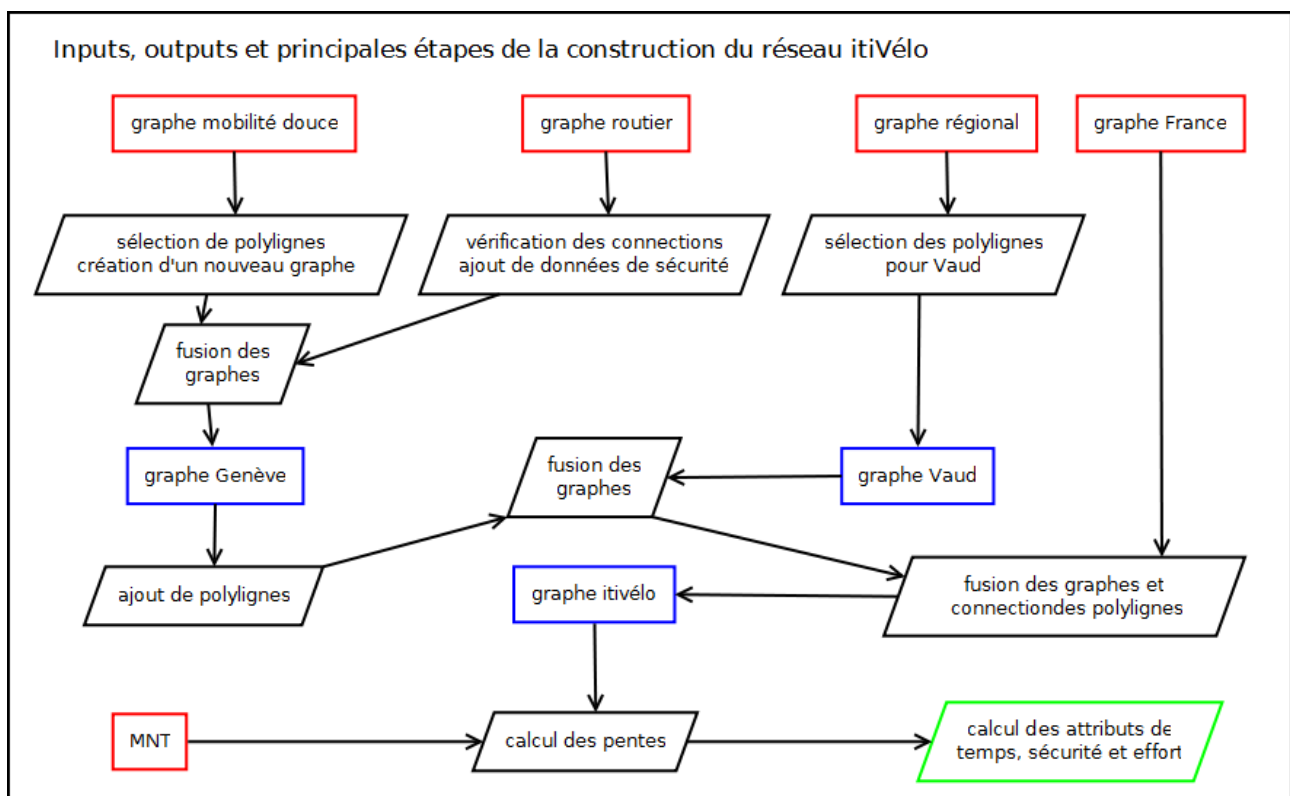 Inputs, outputs et principales étapes de la construction du réseau itiVélo
graphe mobilité douce
graphe routier
graphe régional
graphe France
sélection de polylignes
création d'un nouveau graphe
vérification des connections
ajout de données de sécurité
sélection des polylignes
pour Vaud
fusion des
graphes
graphe Genève
fusion des
graphes
graphe Vaud
ajout de polylignes
graphe itivélo
fusion des graphes et
connectiondes polylignes
MNT
calcul des pentes
calcul des attributs de
temps, sécurité et effort